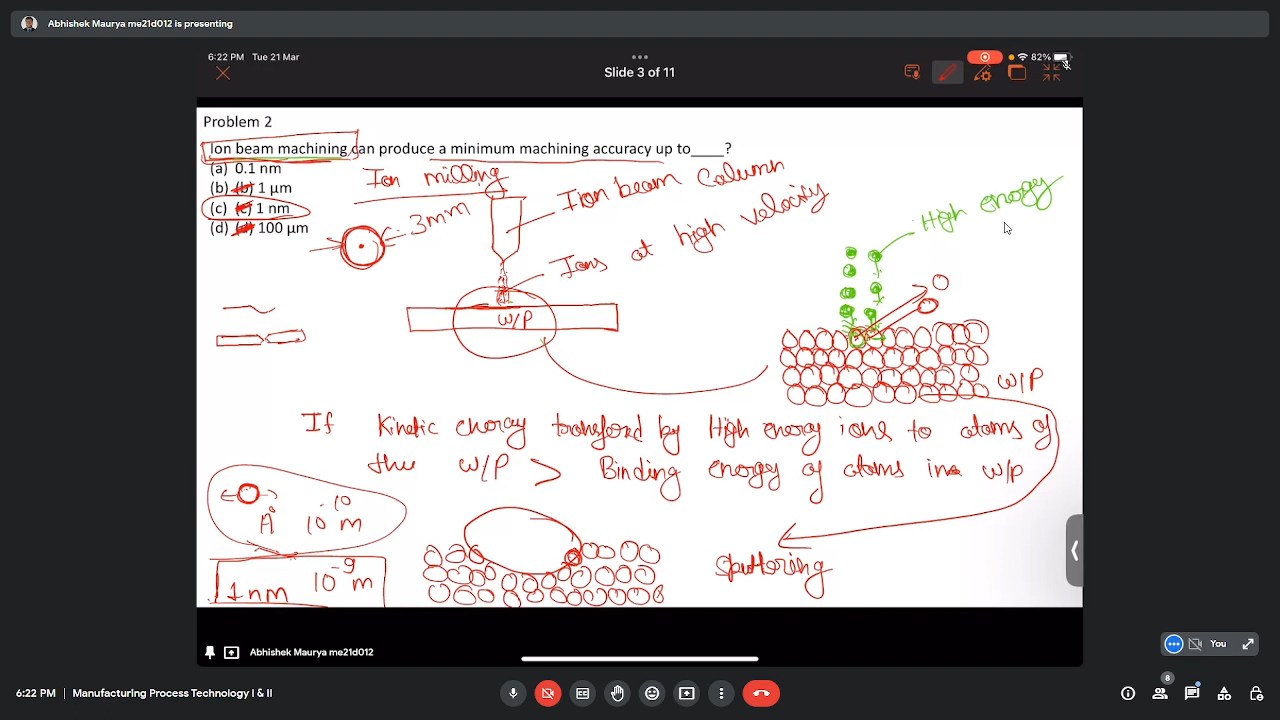 Abhishek Maurya me21d012 is presenting
6:22 PM Tue 21 Mar
82%
Slide 3 of 11
Problem 2
Ion beam machining can produce a minimum machining accuracy up to____?
(a) 0.1 nm
(b) (b) 1 μm
(c) (c) 1 nm
(d) (d) 100 μm
Ion milling
Ion beam Column
3mm
Ions at high velocity
High energy
W/P
W/P
If Kinetic energy transferred by High energy ions to atoms of
the W/P > Binding energy of atoms in W/P
A° 10⁻¹⁰ m
1nm 10⁻⁹ m
sputtering
Abhishek Maurya me21d012
You
6:22 PM | Manufacturing Process Technology I & II
8